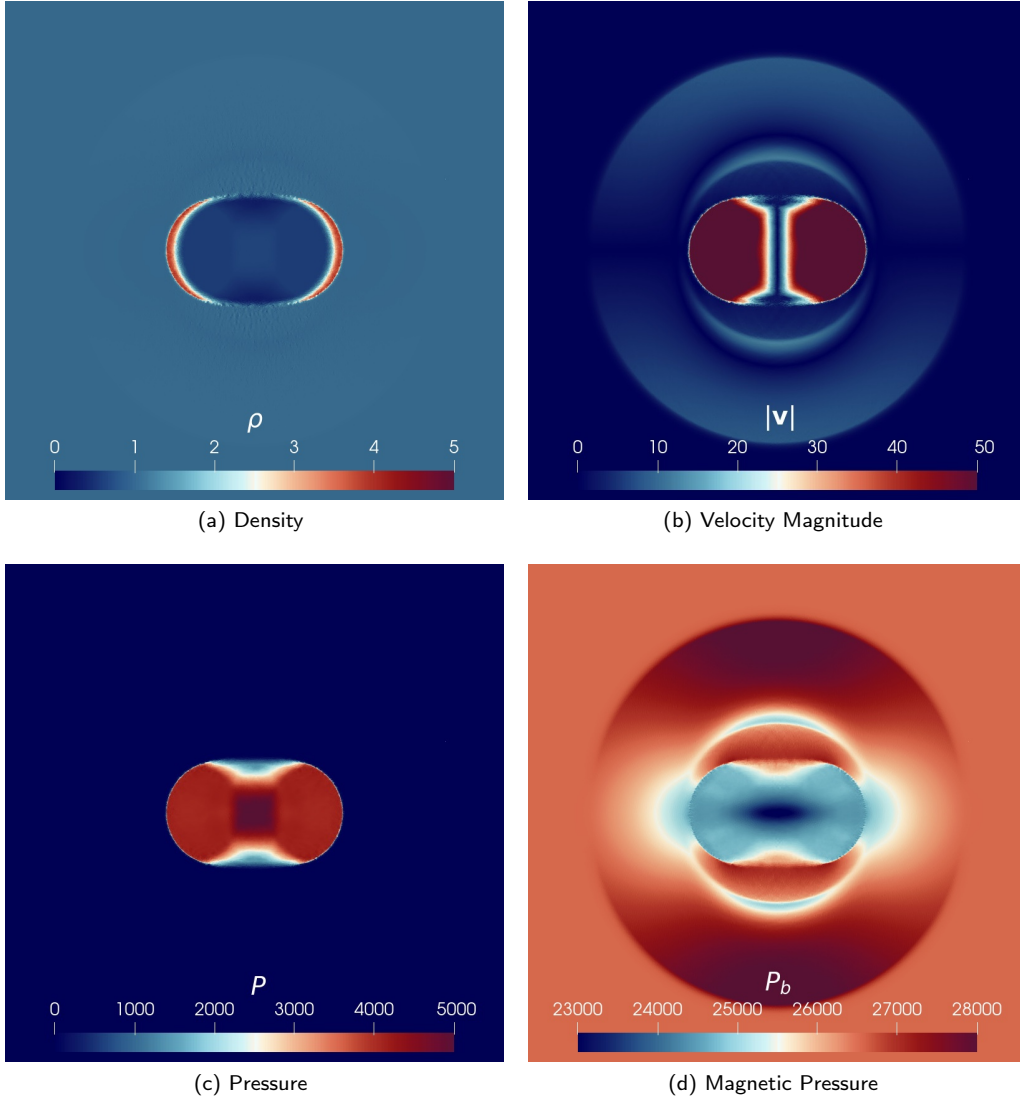 ρ
0 1 2 3 4 5
(a) Density
|v|
0 10 20 30 40 50
(b) Velocity Magnitude
P
0 1000 2000 3000 4000 5000
(c) Pressure
P_b
23000 24000 25000 26000 27000 28000
(d) Magnetic Pressure